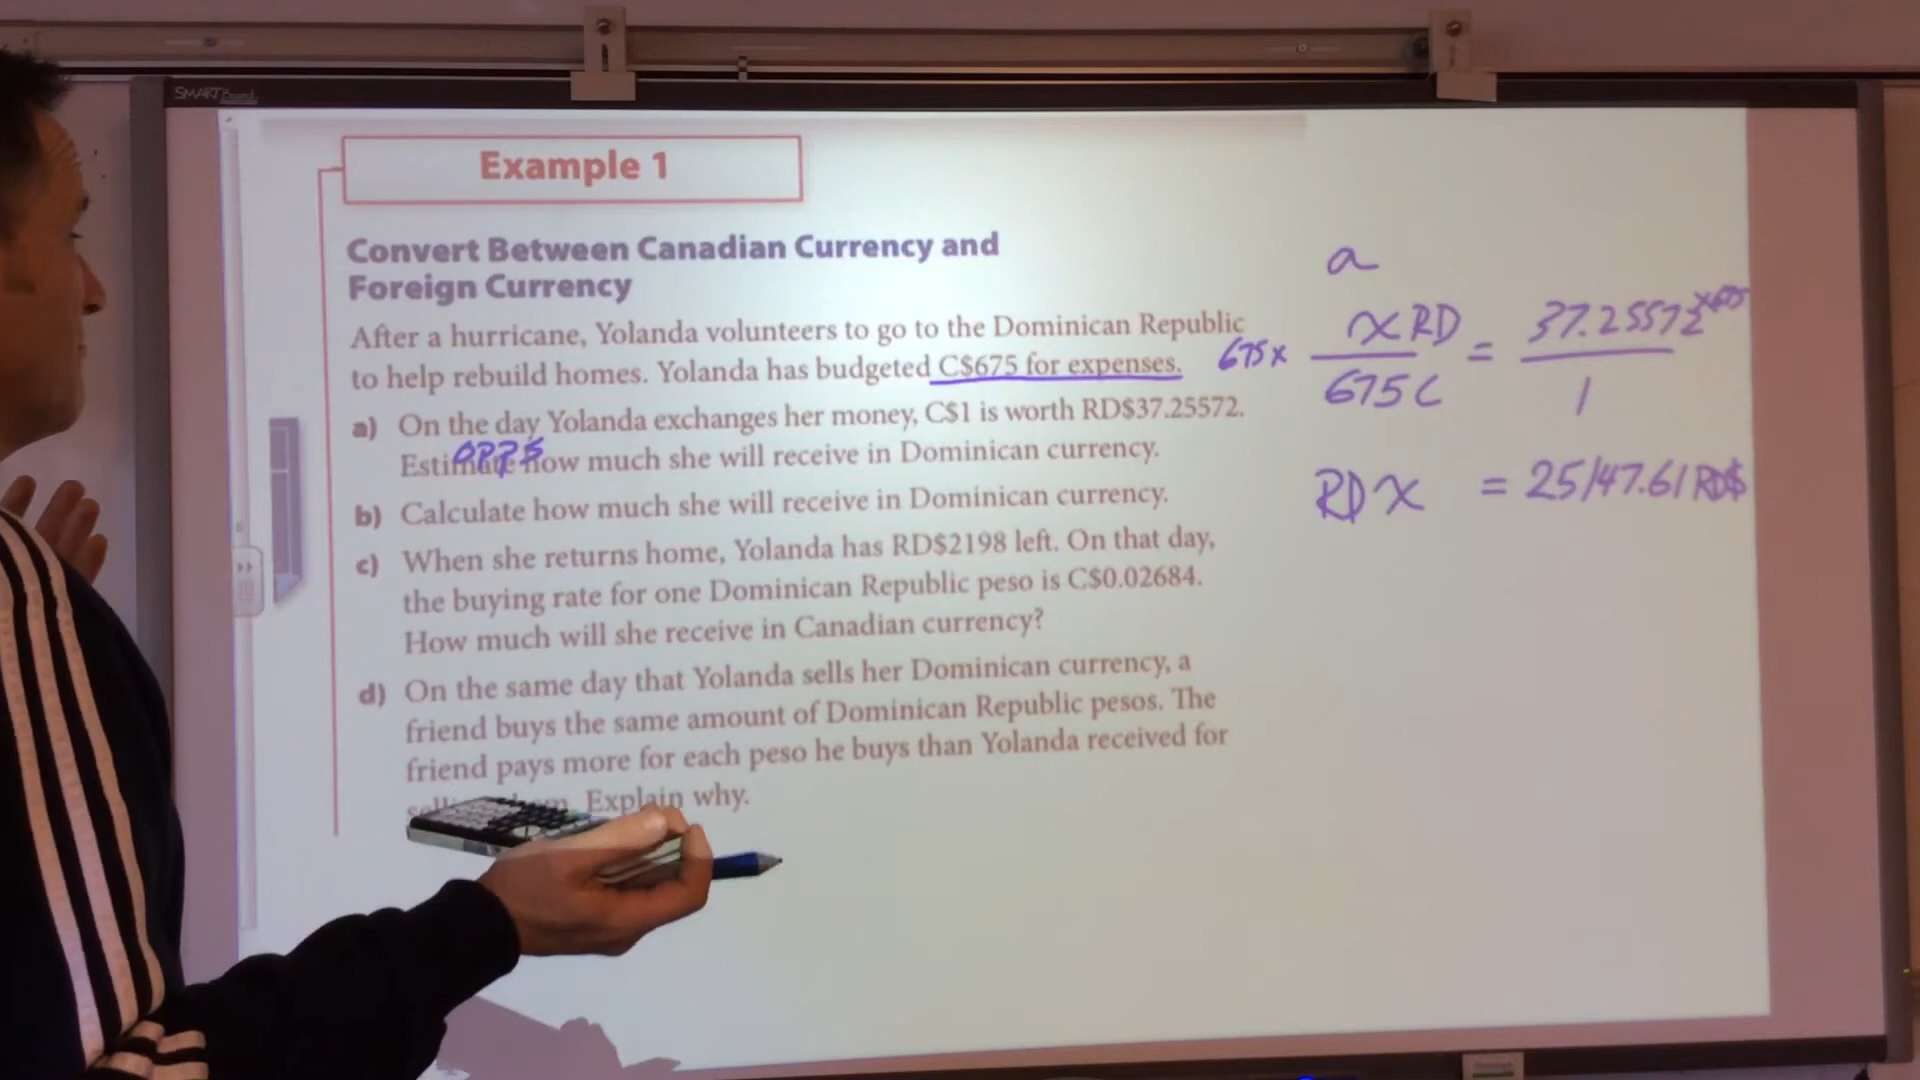 SMART Board
Example 1
Convert Between Canadian Currency and
Foreign Currency
After a hurricane, Yolanda volunteers to go to the Dominican Republic
to help rebuild homes. Yolanda has budgeted C$675 for expenses.
a) On the day Yolanda exchanges her money, C$1 is worth RD$37.25572.
Estimate how much she will receive in Dominican currency.
b) Calculate how much she will receive in Dominican currency.
c) When she returns home, Yolanda has RD$2198 left. On that day,
the buying rate for one Dominican Republic peso is C$0.02684.
How much will she receive in Canadian currency?
d) On the same day that Yolanda sells her Dominican currency, a
friend buys the same amount of Dominican Republic pesos. The
friend pays more for each peso he buys than Yolanda received for
Explain why.
a
675x xRD = 37.25572
675C 1
RD x = 25147.61 RD$